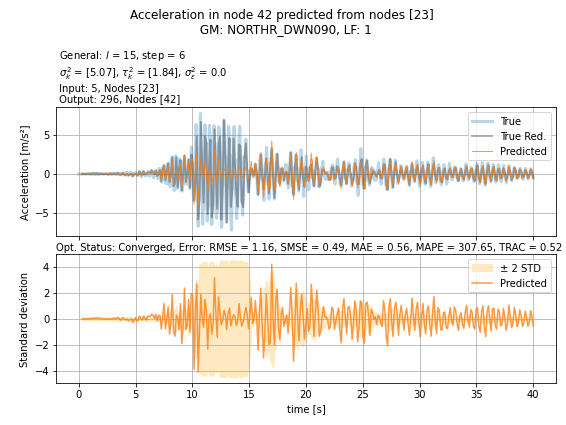 Acceleration in node 42 predicted from nodes [23]
GM: NORTHR_DWN090, LF: 1
General: l = 15, step = 6
σ²ₖ = [5.07], τ²ₖ = [1.84], σ²ₑ = 0.0
Input: 5, Nodes [23]
Output: 296, Nodes [42]
True
True Red.
Predicted
Acceleration [m/s²]
5
0
−5
Opt. Status: Converged, Error: RMSE = 1.16, SMSE = 0.49, MAE = 0.56, MAPE = 307.65, TRAC = 0.52
± 2 STD
Predicted
Standard deviation
4
2
0
−2
−4
0 5 10 15 20 25 30 35 40
time [s]